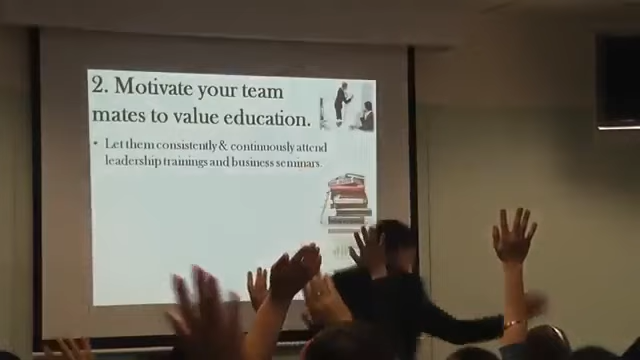 2. Motivate your team
mates to value education.
• Let them consistently & continuously attend
leadership trainings and business seminars.